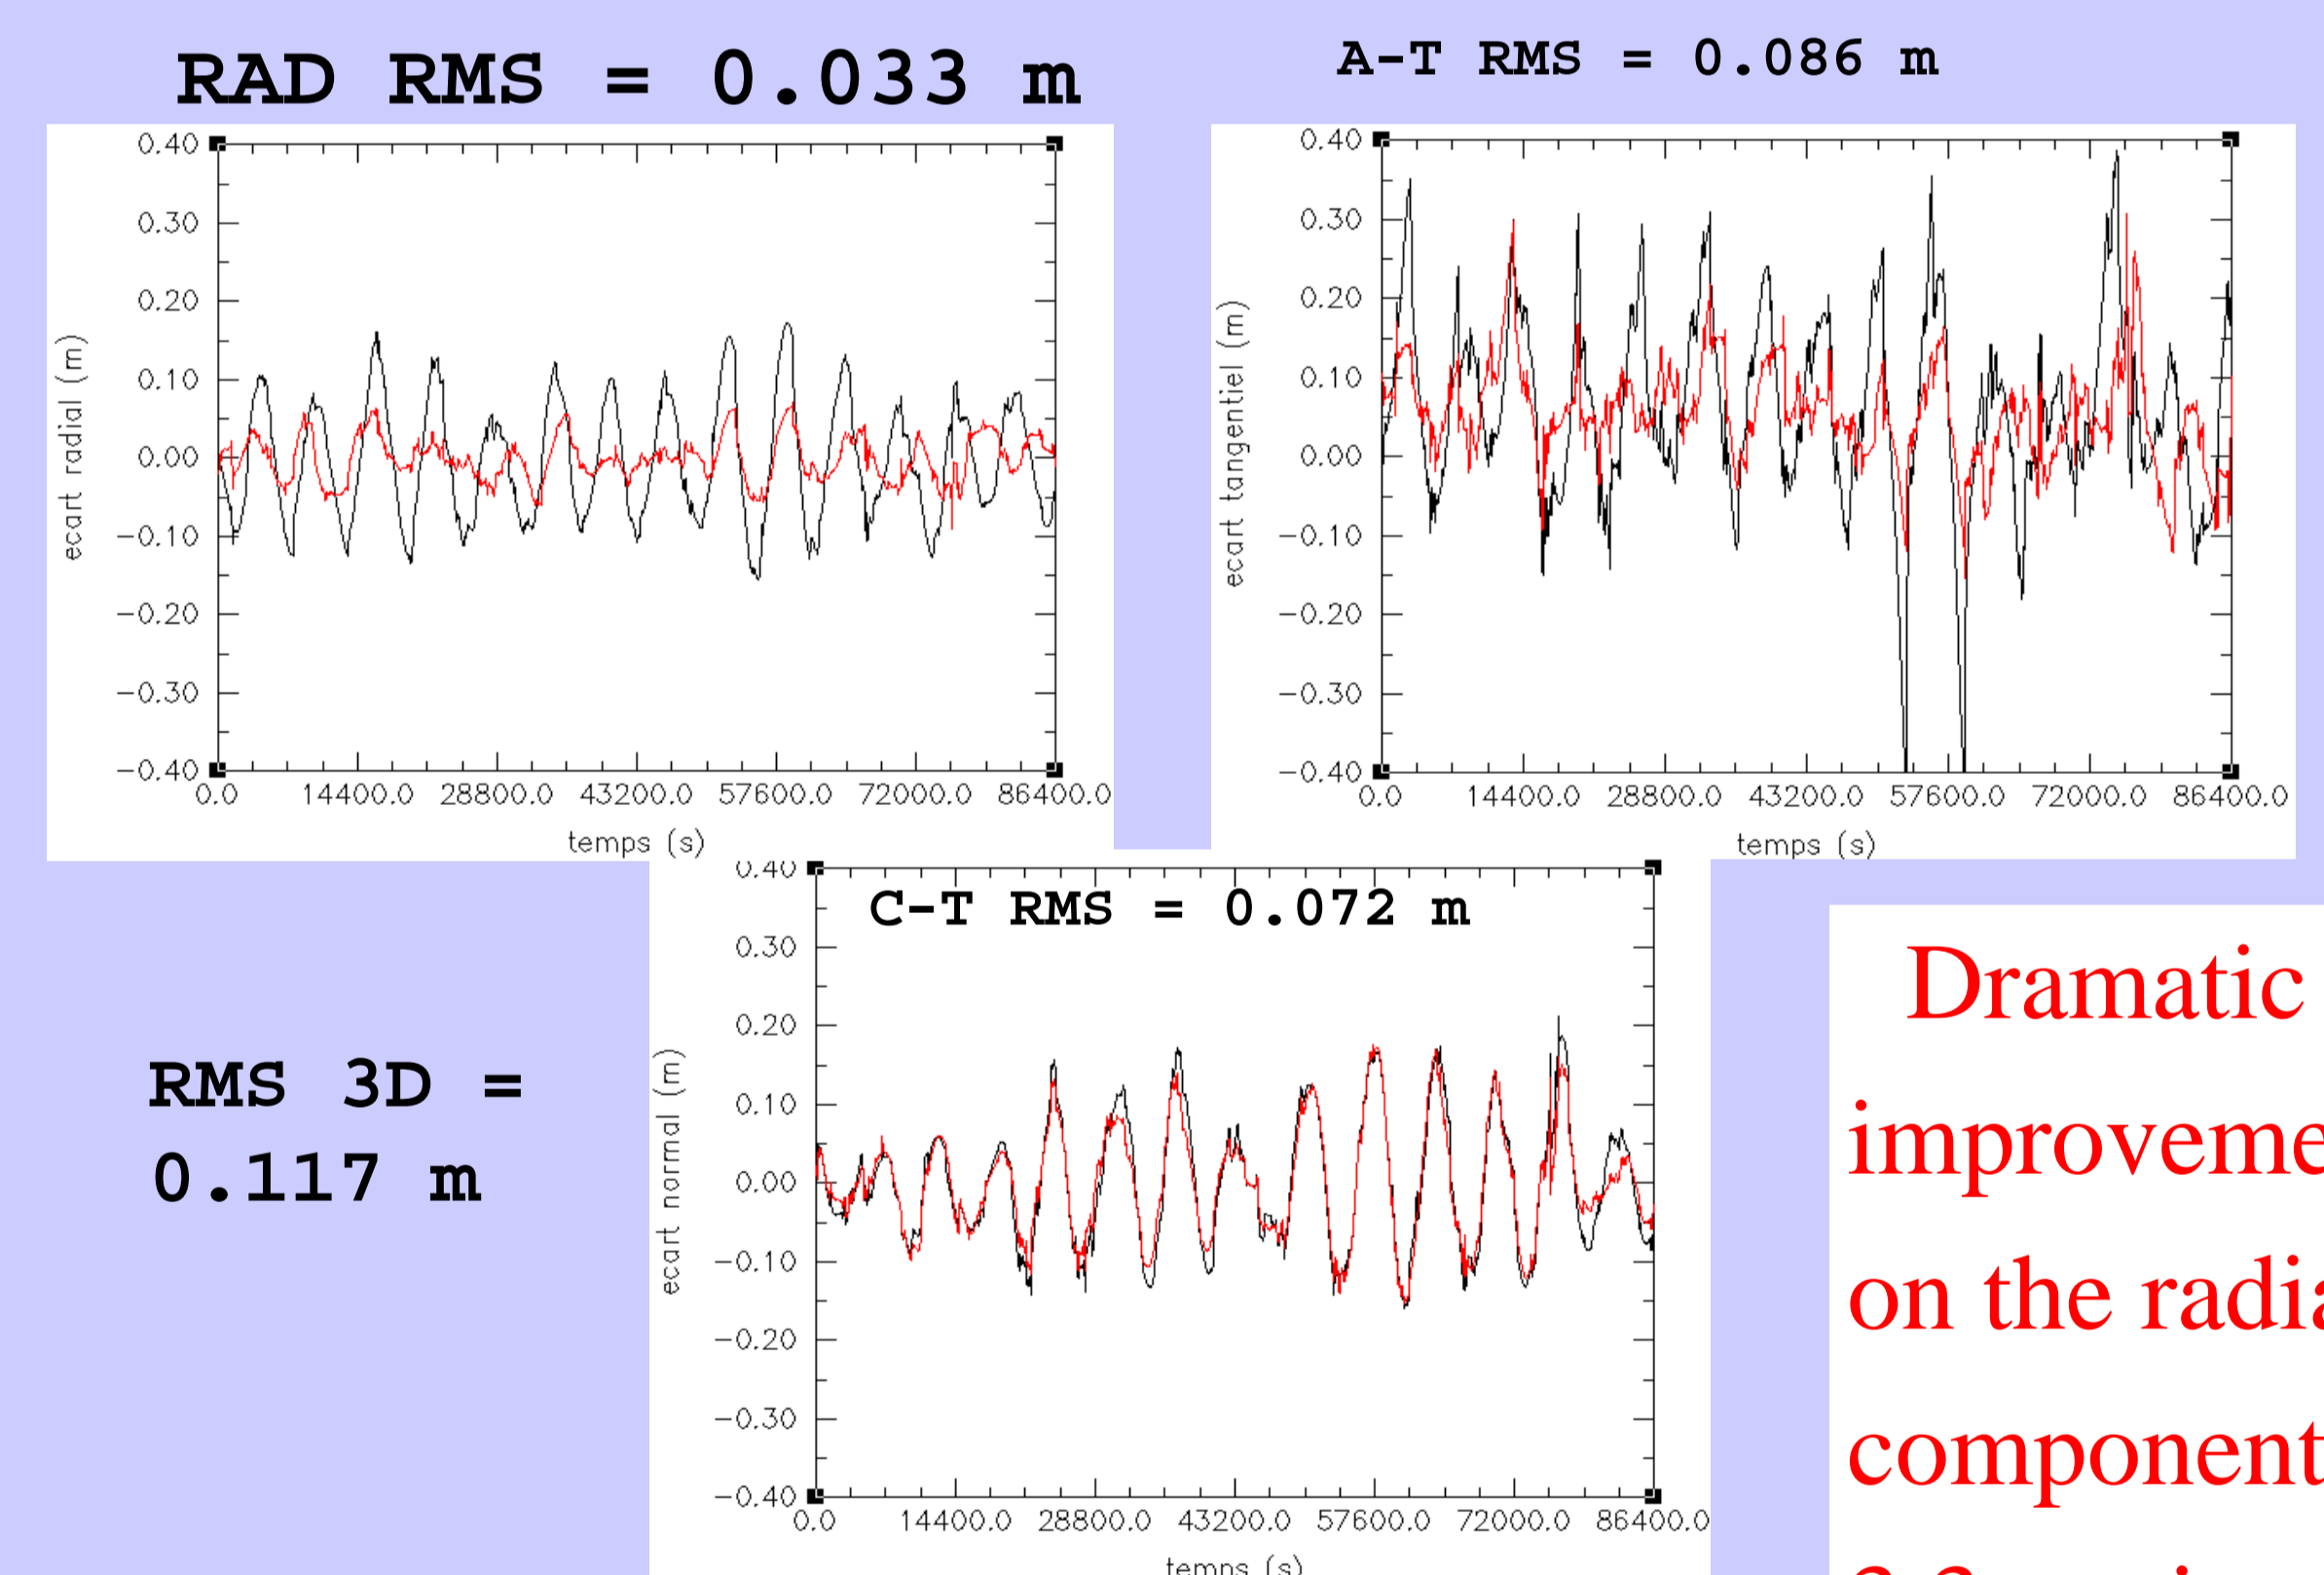 RAD RMS = 0.033 m
0.40
0.30
0.20
0.10
0.00
−0.10
−0.20
−0.30
−0.40
ecart radial (m)
0.0 14400.0 28800.0 43200.0 57600.0 72000.0 86400.0
temps (s)
A-T RMS = 0.086 m
0.40
0.30
0.20
0.10
0.00
−0.10
−0.20
−0.30
−0.40
ecart tangentiel (m)
0.0 14400.0 28800.0 43200.0 57600.0 72000.0 86400.0
temps (s)
C-T RMS = 0.072 m
0.40
0.30
0.20
0.10
0.00
−0.10
−0.20
−0.30
−0.40
ecart normal (m)
0.0 14400.0 28800.0 43200.0 57600.0 72000.0 86400.0
temps (s)
RMS 3D =
0.117 m
Dramatic
improveme
on the radia
component